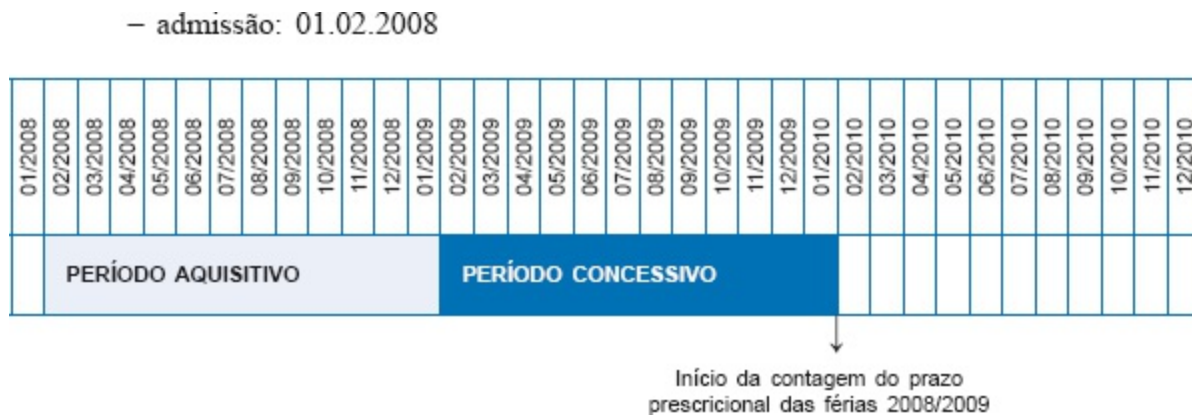 – admissão: 01.02.2008
01/2008 02/2008 03/2008 04/2008 05/2008 06/2008 07/2008 08/2008 09/2008 10/2008 11/2008 12/2008 01/2009 02/2009 03/2009 04/2009 05/2009 06/2009 07/2009 08/2009 09/2009 10/2009 11/2009 12/2009 01/2010 02/2010 03/2010 04/2010 05/2010 06/2010 07/2010 08/2010 09/2010 10/2010 11/2010 12/2010
PERÍODO AQUISITIVO PERÍODO CONCESSIVO
Início da contagem do prazo
prescricional das férias 2008/2009